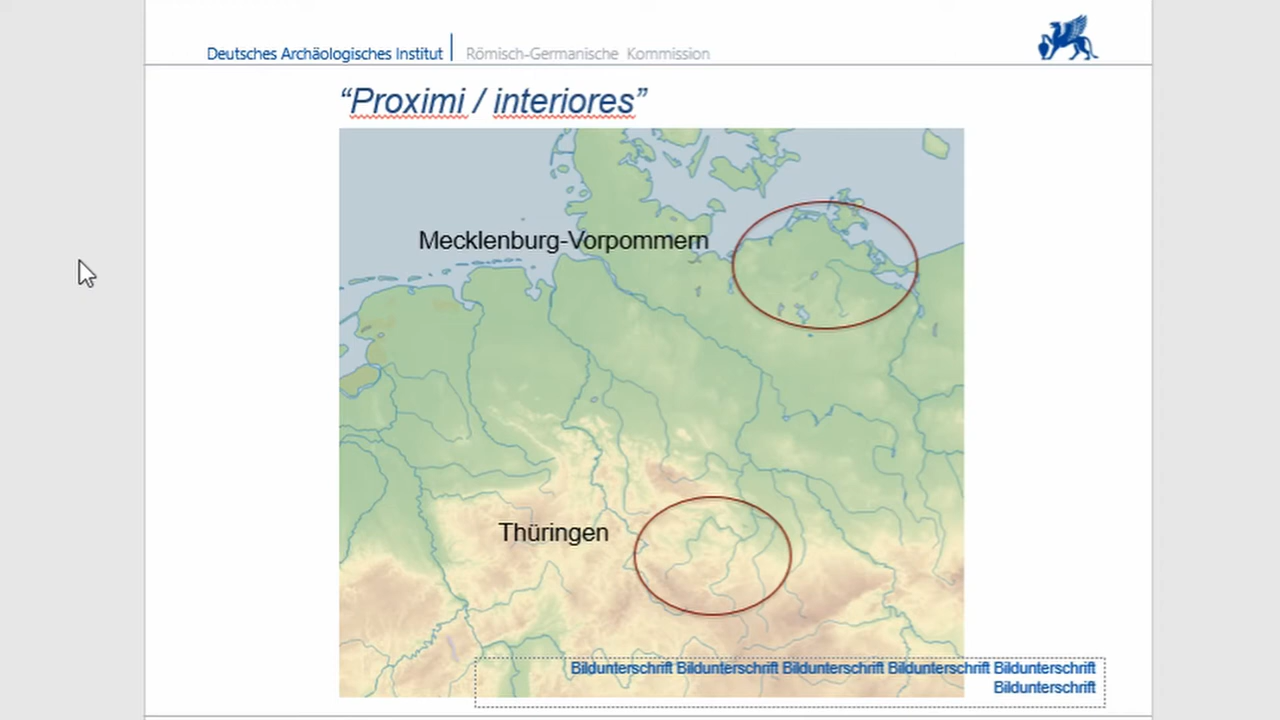 Deutsches Archäologisches Institut Römisch-Germanische Kommission
“Proximi / interiores”
Mecklenburg-Vorpommern
Thüringen
Bildunterschrift Bildunterschrift Bildunterschrift Bildunterschrift Bildunterschrift
Bildunterschrift